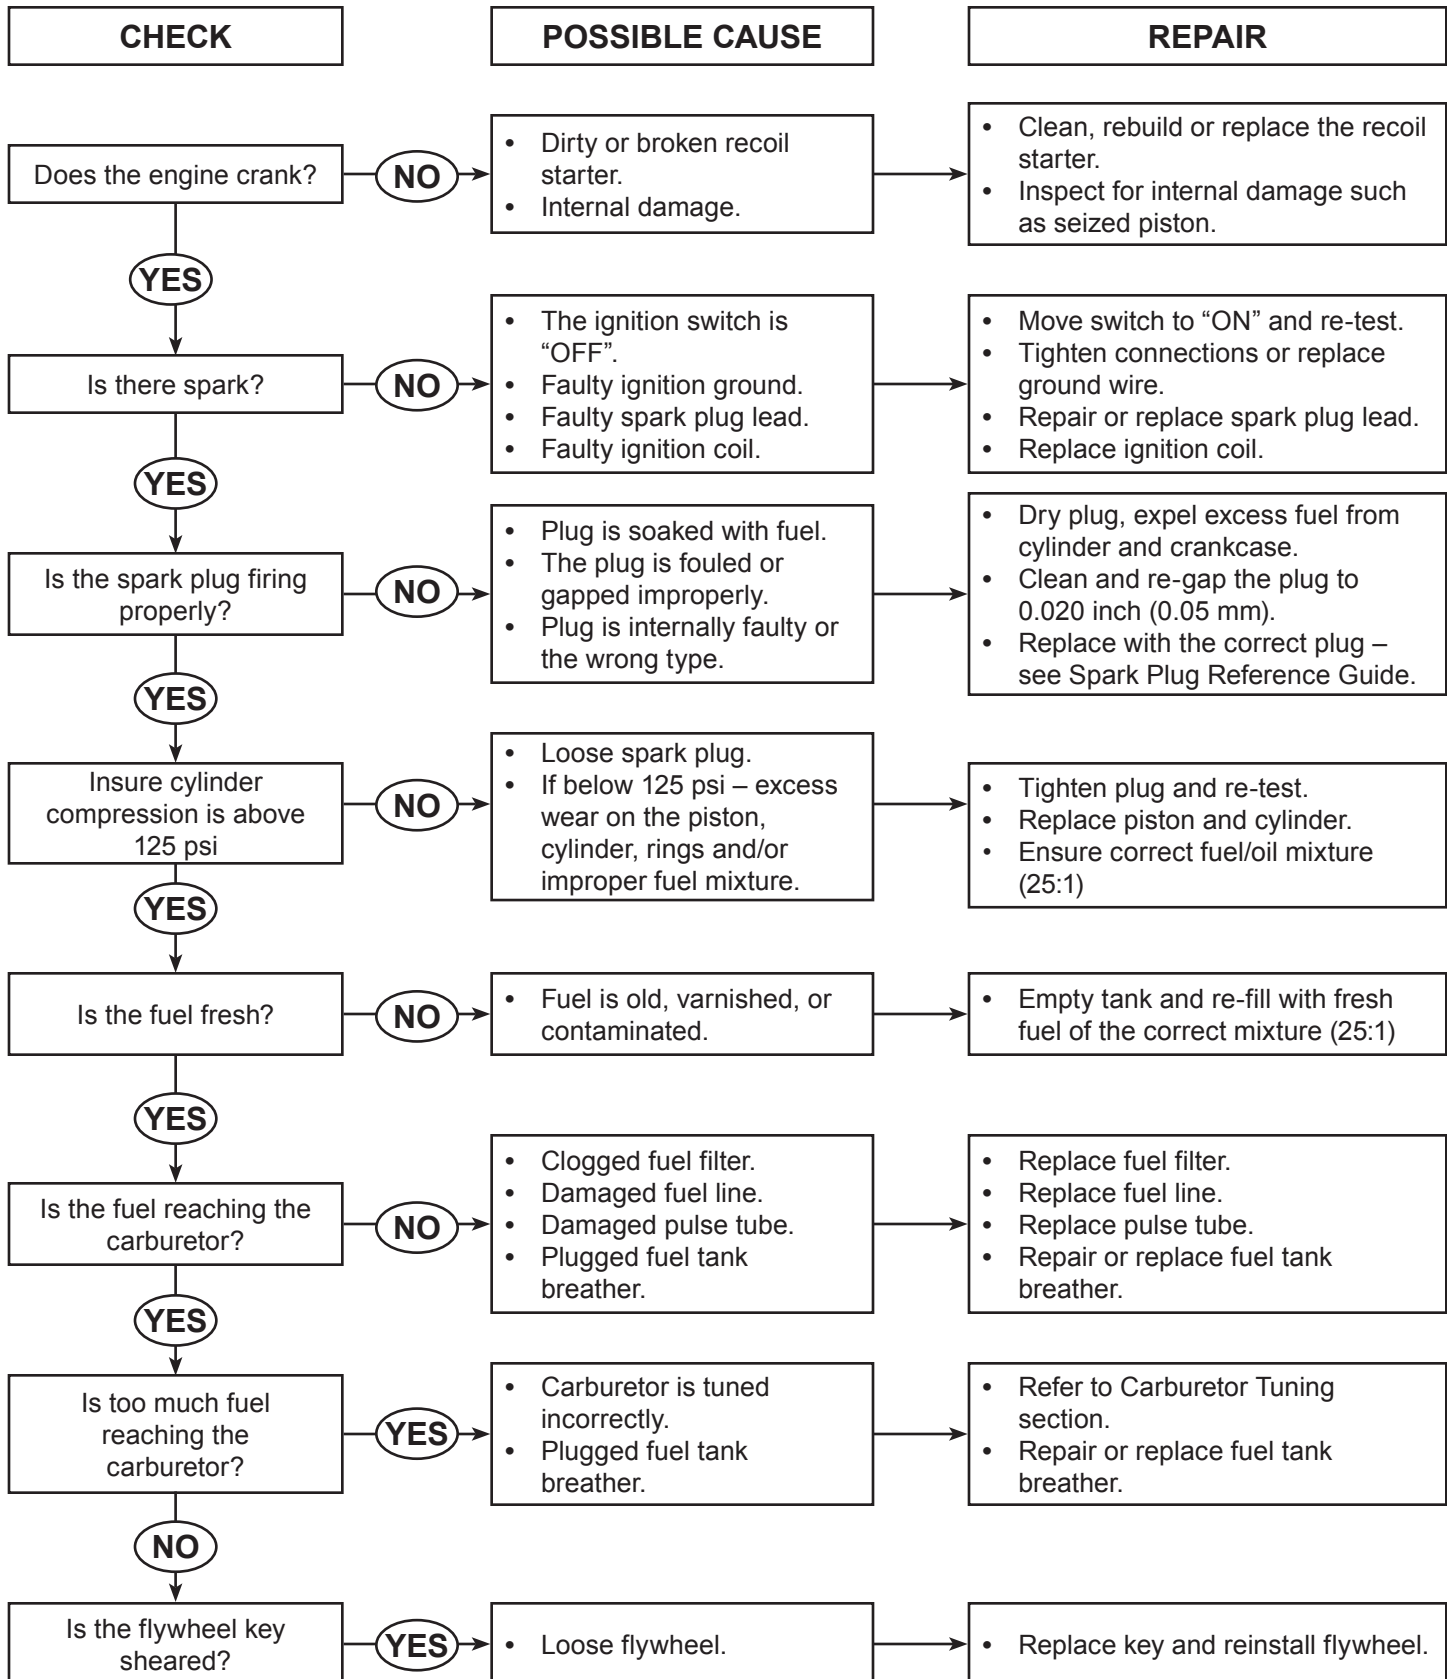 CHECK
POSSIBLE CAUSE
REPAIR
Does the engine crank?
NO
• Dirty or broken recoil
starter.
• Internal damage.
• Clean, rebuild or replace the recoil
starter.
• Inspect for internal damage such
as seized piston.
YES
Is there spark?
NO
• The ignition switch is
“OFF”.
• Faulty ignition ground.
• Faulty spark plug lead.
• Faulty ignition coil.
• Move switch to “ON” and re-test.
• Tighten connections or replace
ground wire.
• Repair or replace spark plug lead.
• Replace ignition coil.
YES
Is the spark plug firing
properly?
NO
• Plug is soaked with fuel.
• The plug is fouled or
gapped improperly.
• Plug is internally faulty or
the wrong type.
• Dry plug, expel excess fuel from
cylinder and crankcase.
• Clean and re-gap the plug to
0.020 inch (0.05 mm).
• Replace with the correct plug –
see Spark Plug Reference Guide.
YES
Insure cylinder
compression is above
125 psi
NO
• Loose spark plug.
• If below 125 psi – excess
wear on the piston,
cylinder, rings and/or
improper fuel mixture.
• Tighten plug and re-test.
• Replace piston and cylinder.
• Ensure correct fuel/oil mixture
(25:1)
YES
Is the fuel fresh?
NO
• Fuel is old, varnished, or
contaminated.
• Empty tank and re-fill with fresh
fuel of the correct mixture (25:1)
YES
Is the fuel reaching the
carburetor?
NO
• Clogged fuel filter.
• Damaged fuel line.
• Damaged pulse tube.
• Plugged fuel tank
breather.
• Replace fuel filter.
• Replace fuel line.
• Replace pulse tube.
• Repair or replace fuel tank
breather.
YES
Is too much fuel
reaching the
carburetor?
YES
• Carburetor is tuned
incorrectly.
• Plugged fuel tank
breather.
• Refer to Carburetor Tuning
section.
• Repair or replace fuel tank
breather.
NO
Is the flywheel key
sheared?
YES
• Loose flywheel.
• Replace key and reinstall flywheel.